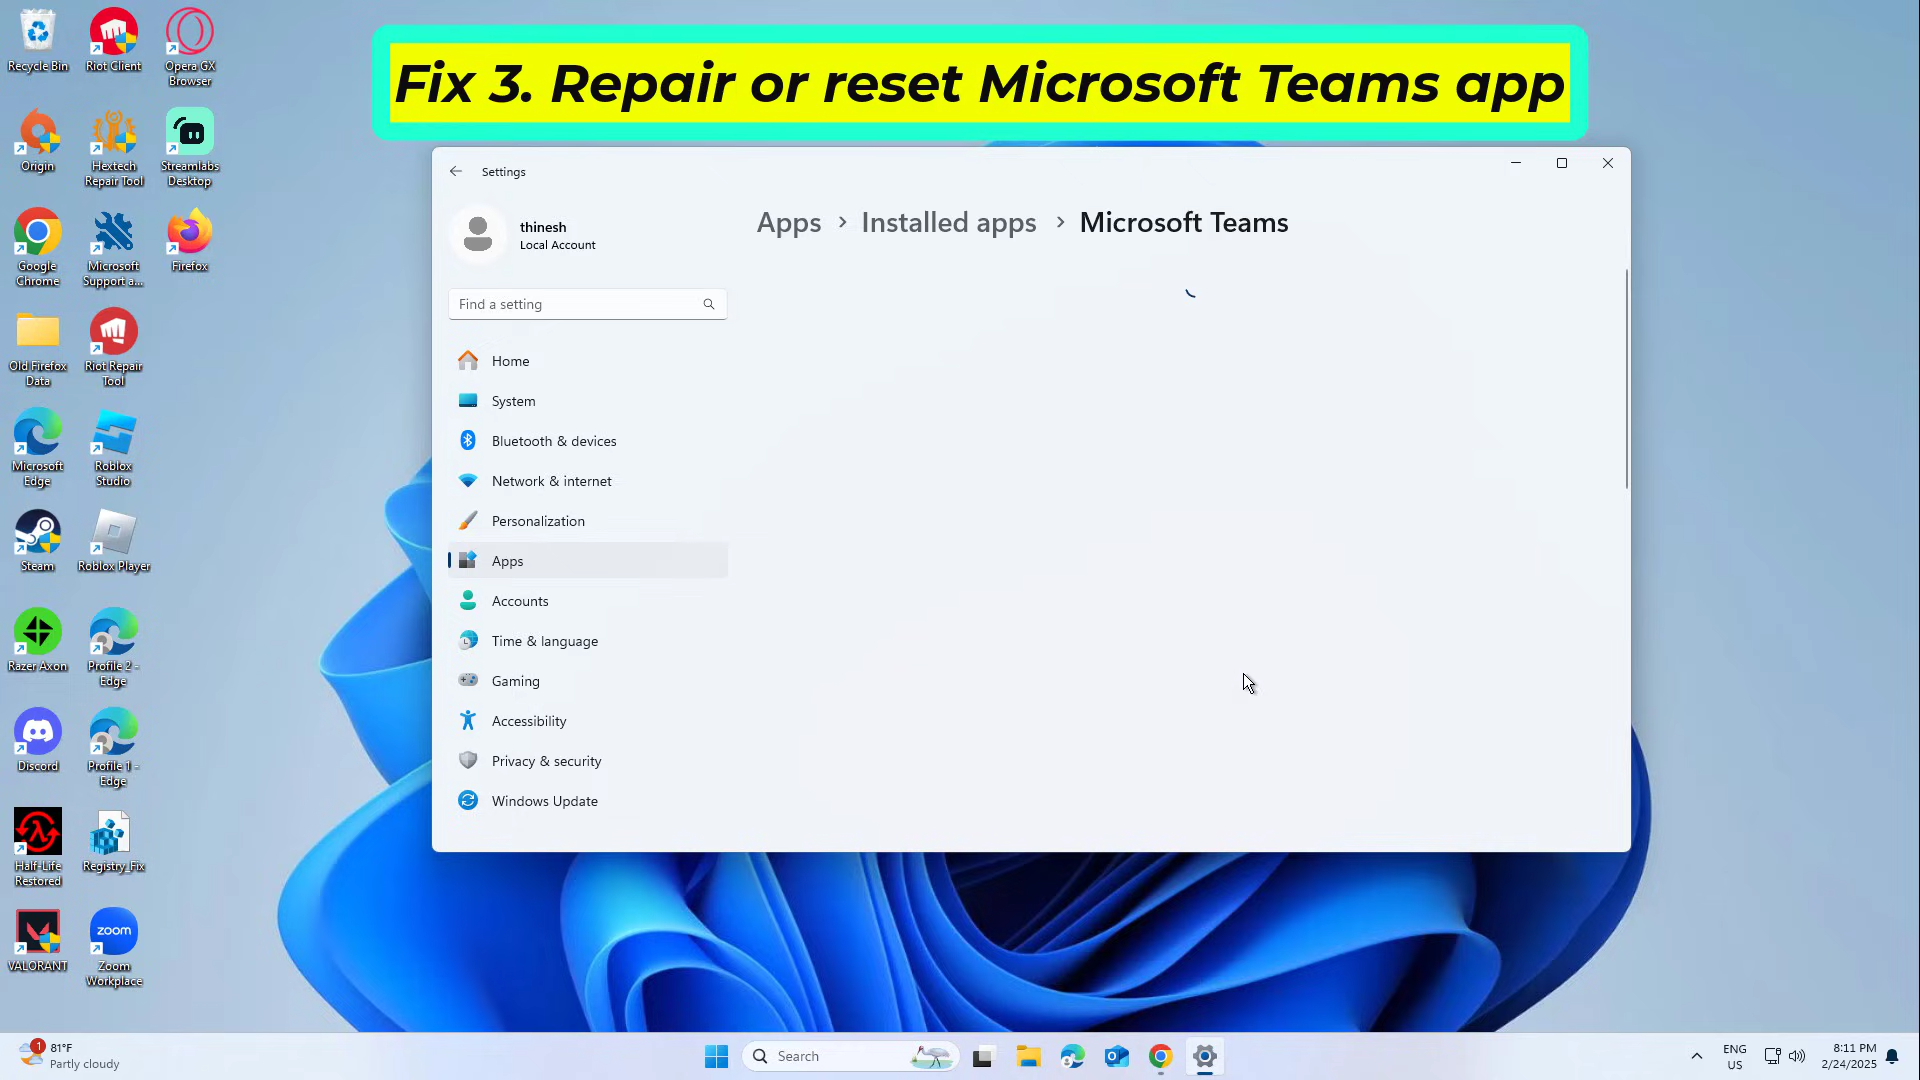 Fix 3. Repair or reset Microsoft Teams app
Recycle Bin
Riot Client
Opera GX
Browser
Origin
Hextech
Repair Tool
Streamlabs
Desktop
Google
Chrome
Microsoft
Support a...
Firefox
Old Firefox
Data
Riot Repair
Tool
Microsoft
Edge
Roblox
Studio
Steam
Roblox Player
Razer Axon
Profile 2 -
Edge
Discord
Profile 1 -
Edge
Half-Life
Restored
Registry_Fix
VALORANT
zoom
Zoom
Workplace
Settings
thinesh
Local Account
Find a setting
Home
System
Bluetooth & devices
Network & internet
Personalization
Apps
Accounts
Time & language
Gaming
Accessibility
Privacy & security
Windows Update
Apps > Installed apps > Microsoft Teams
1
81°F
Partly cloudy
Search
ENG
US
8:11 PM
2/24/2025